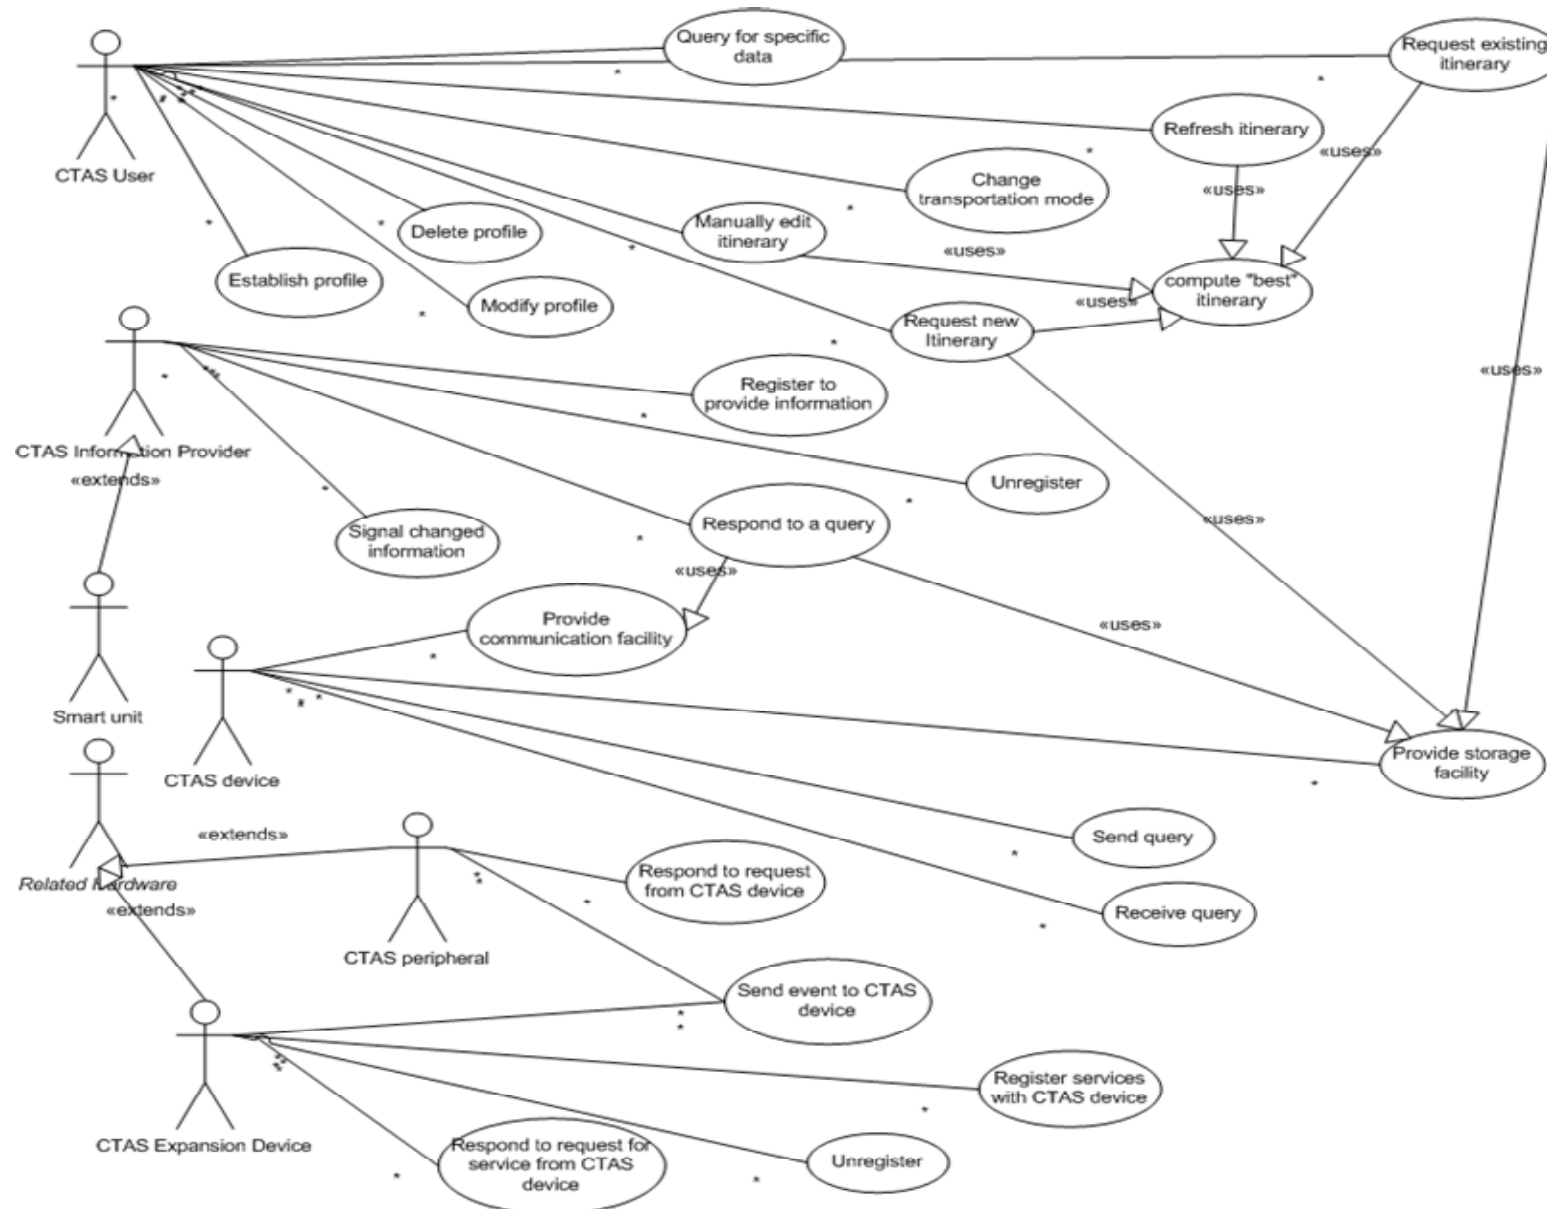 Query for specific
data
Request existing
itinerary
Refresh itinerary
CTAS User
«uses»
Change
transportation mode
«uses»
Delete profile
Manually edit
itinerary
«uses»
Establish profile
Modify profile
compute "best"
itinerary
«uses»
Request new
Itinerary
Register to
provide information
«uses»
CTAS Information Provider
«extends»
Unregister
Signal changed
information
Respond to a query
«uses»
«uses»
Provide
communication facility
«uses»
Smart unit
CTAS device
Provide storage
facility
«extends»
Send query
Related Hardware
«extends»
Respond to request
from CTAS device
Receive query
CTAS peripheral
Send event to CTAS
device
Register services
with CTAS device
CTAS Expansion Device
Respond to request for
service from CTAS
device
Unregister